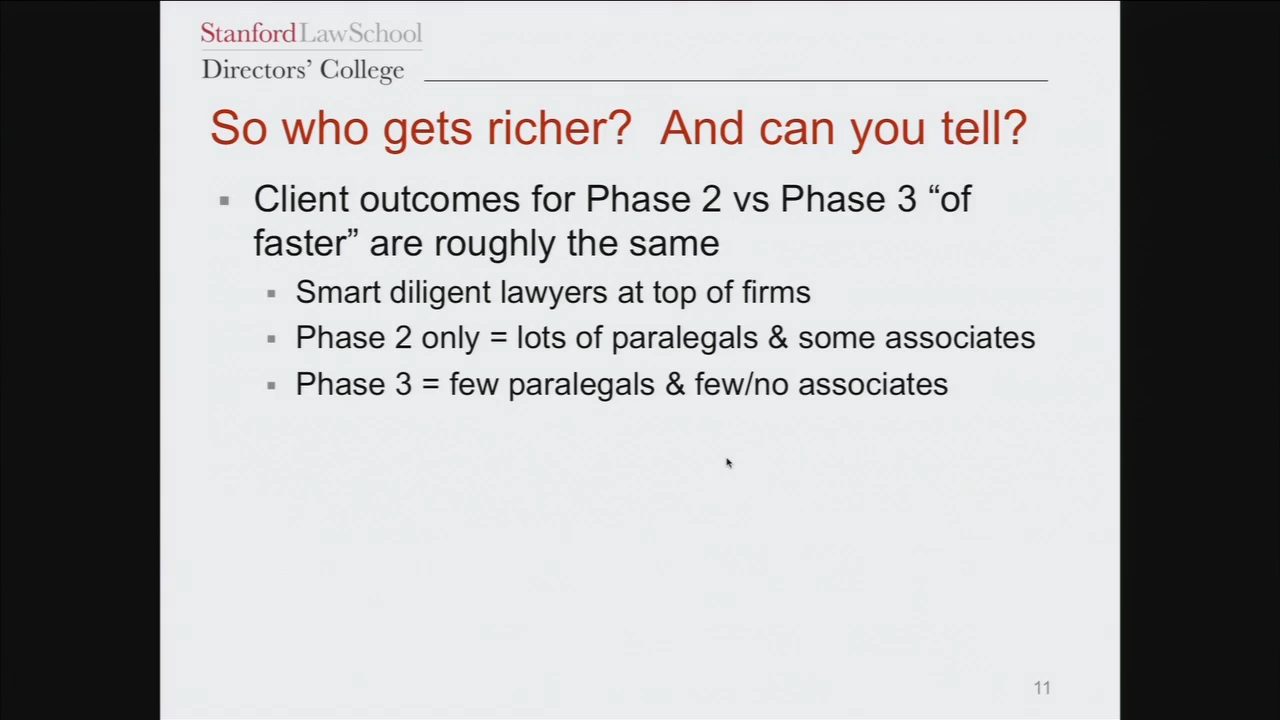 Stanford LawSchool
Directors’ College
So who gets richer? And can you tell?
Client outcomes for Phase 2 vs Phase 3 “of
faster” are roughly the same
Smart diligent lawyers at top of firms
Phase 2 only = lots of paralegals & some associates
Phase 3 = few paralegals & few/no associates
11